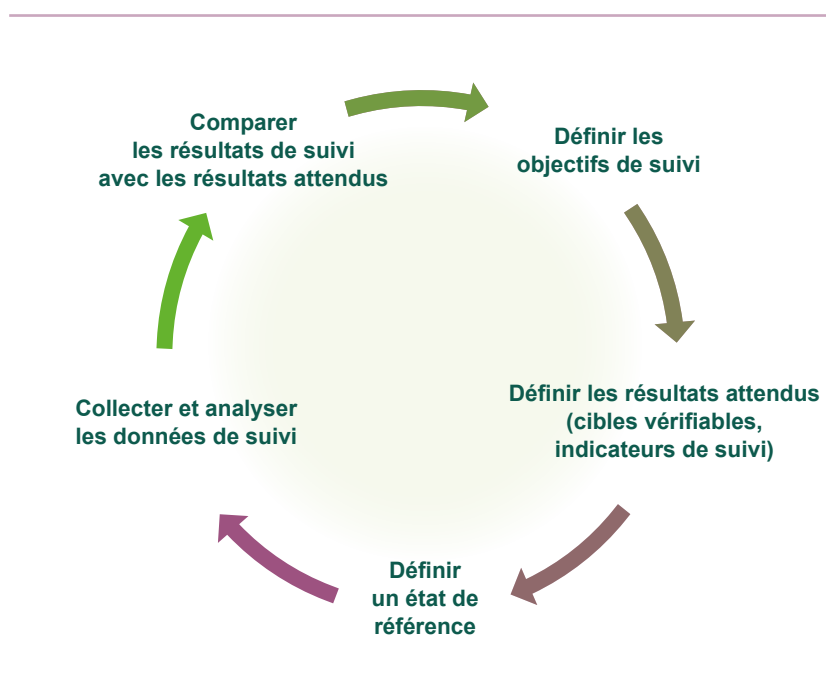 Comparer
les résultats de suivi
avec les résultats attendus
Définir les
objectifs de suivi
Définir les résultats attendus
(cibles vérifiables,
indicateurs de suivi)
Définir
un état de
référence
Collecter et analyser
les données de suivi